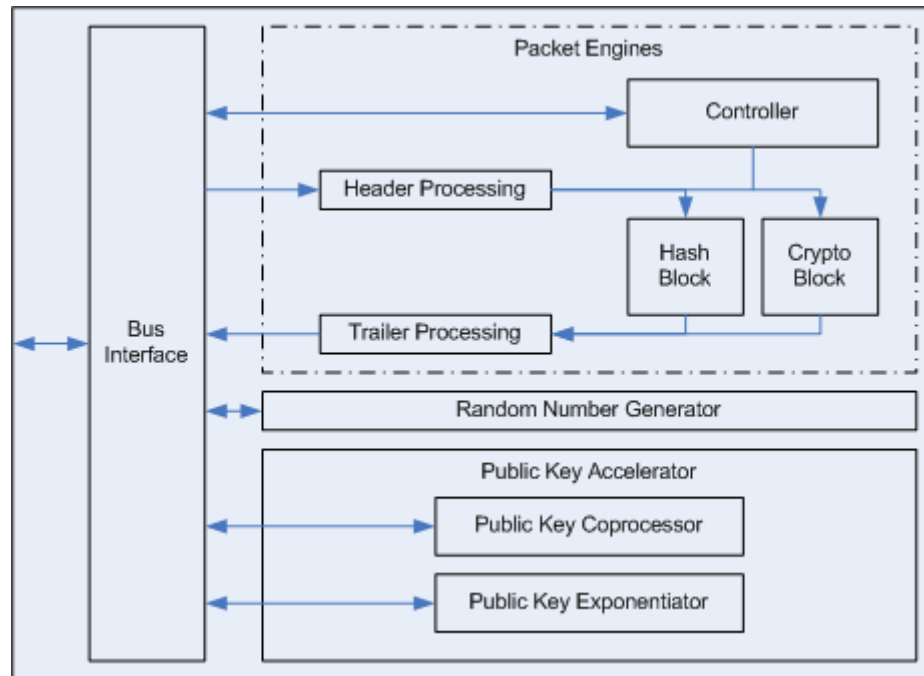 Packet Engines
Controller
Header Processing
Hash
Block
Crypto
Block
Bus
Interface
Trailer Processing
Random Number Generator
Public Key Accelerator
Public Key Coprocessor
Public Key Exponentiator